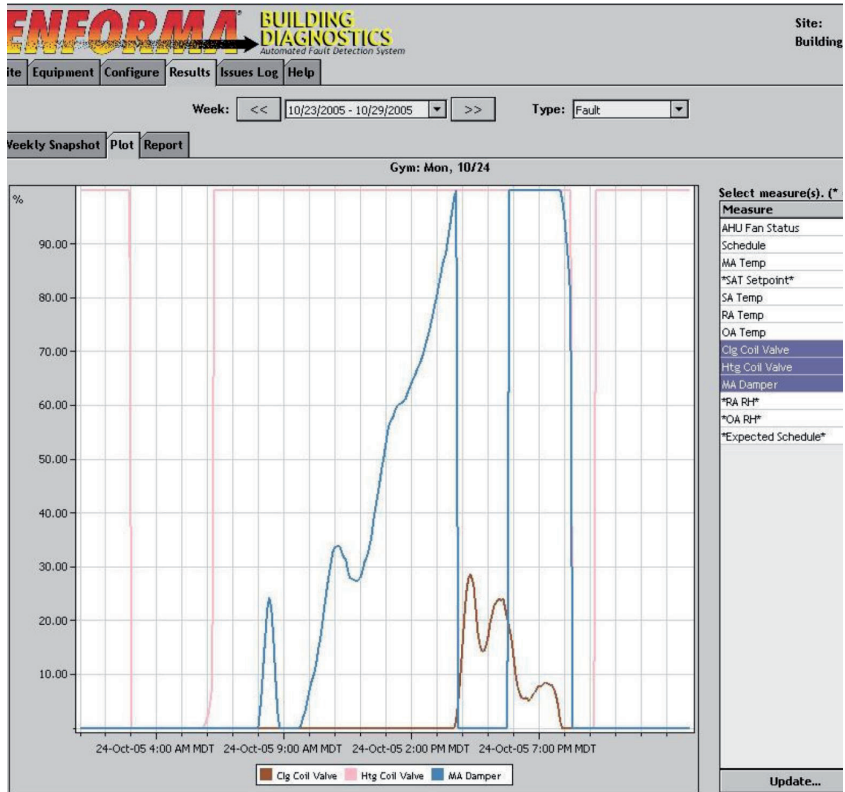 ENFORMA
BUILDING
DIAGNOSTICS
Automated Fault Detection System
Site:
Building
ite Equipment Configure Results Issues Log Help
Week: << 10/23/2005 - 10/29/2005 >> Type: Fault
Weekly Snapshot Plot Report
Gym: Mon, 10/24
%
90.00
80.00
70.00
60.00
50.00
40.00
30.00
20.00
10.00
24-Oct-05 4:00 AM MDT 24-Oct-05 9:00 AM MDT 24-Oct-05 2:00 PM MDT 24-Oct-05 7:00 PM MDT
Clg Coil Valve Htg Coil Valve MA Damper
Select measure(s). (*
Measure
AHU Fan Status
Schedule
MA Temp
*SAT Setpoint*
SA Temp
RA Temp
OA Temp
Clg Coil Valve
Htg Coil Valve
MA Damper
*RA RH*
*OA RH*
*Expected Schedule*
Update...